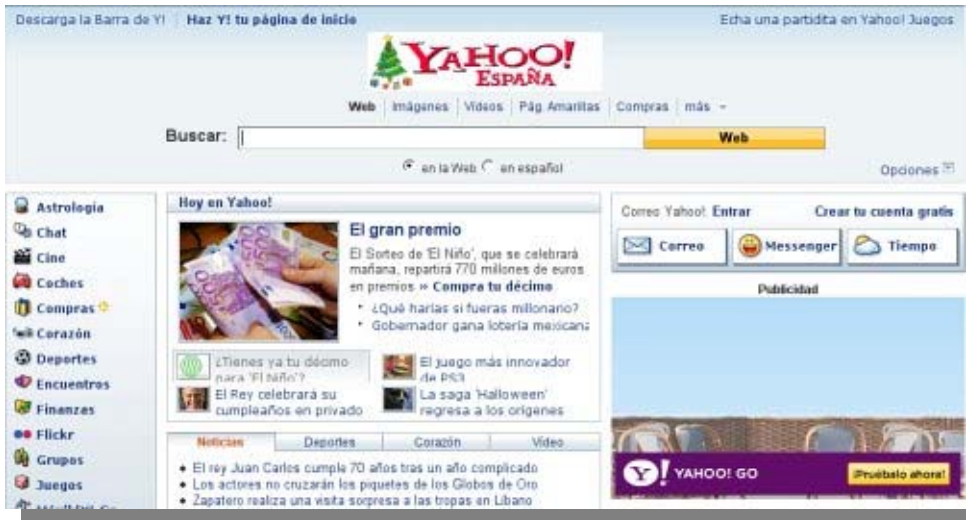 Descarga la Barra de Y! | Haz Y! tu página de inicio
Echa una partidita en Yahoo! Juegos
YAHOO!
ESPAÑA
Web | Imágenes | Vídeos | Pág. Amarillas | Compras | más
Buscar:
Web
en la Web en español
Opciones
Astrología
Chat
Cine
Coches
Compras
Corazón
Deportes
Encuentros
Finanzas
Flickr
Grupos
Juegos
Hoy en Yahoo!
El gran premio
El Sorteo de 'El Niño', que se celebrará
mañana, repartirá 770 millones de euros
en premios » Compra tu décimo
• ¿Qué harías si fueras millonario?
• Gobernador gana lotería mexicana
¿Tienes ya tu décimo
para 'El Niño'?
El juego más innovador
de PS3
El Rey celebrará su
cumpleaños en privado
La saga 'Halloween'
regresa a los orígenes
Noticias | Deportes | Corazón | Vídeo
• El rey Juan Carlos cumple 70 años tras un año complicado
• Los actores no cruzarán los piquetes de los Globos de Oro
• Zapatero realiza una visita sorpresa a las tropas en Líbano
Correo Yahoo!: Entrar
Crear tu cuenta gratis
Correo
Messenger
Tiempo
Publicidad
Y! YAHOO! GO
¡Pruébalo ahora!